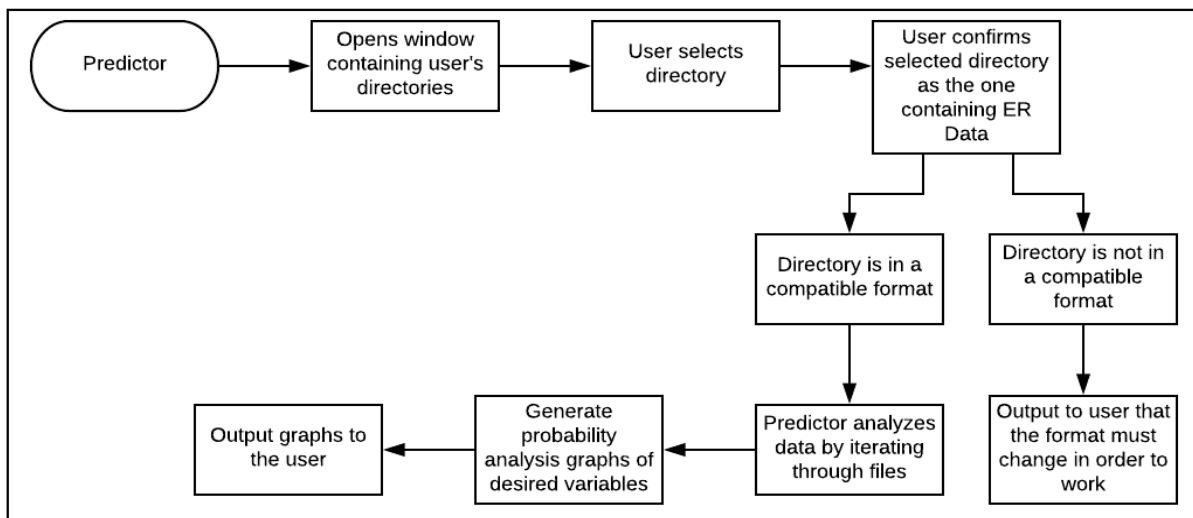 Predictor
Opens window
containing user's
directories
User selects
directory
User confirms
selected directory
as the one
containing ER
Data
Directory is in a
compatible format
Directory is not in
a compatible
format
Output graphs to
the user
Generate
probability
analysis graphs of
desired variables
Predictor analyzes
data by iterating
through files
Output to user that
the format must
change in order to
work